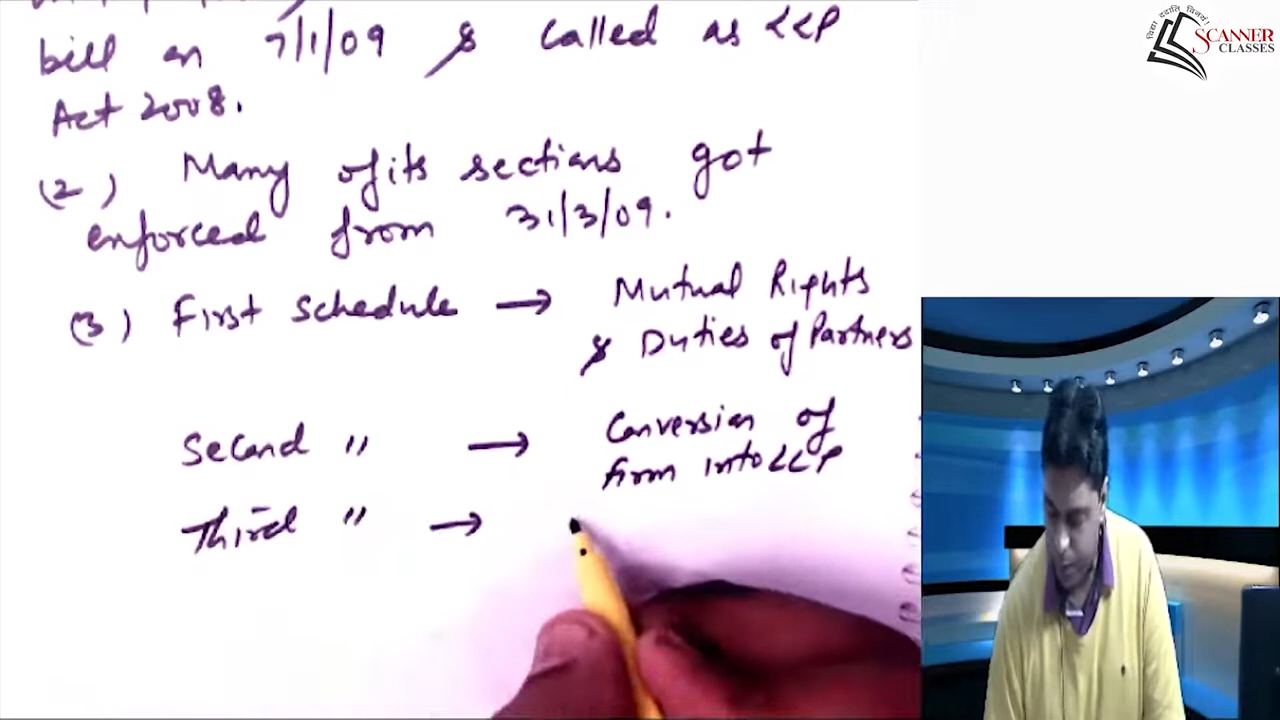 bill on 7/1/09 & called as LLP
Act 2008.
(2) Many of its sections got
enforced from 31/3/09.
(3) First Schedule → Mutual Rights
& Duties of Partners
Second " → Conversion of
firm into LLP
Third " →
विद्या ददाति विनयं।
SCANNER
CLASSES